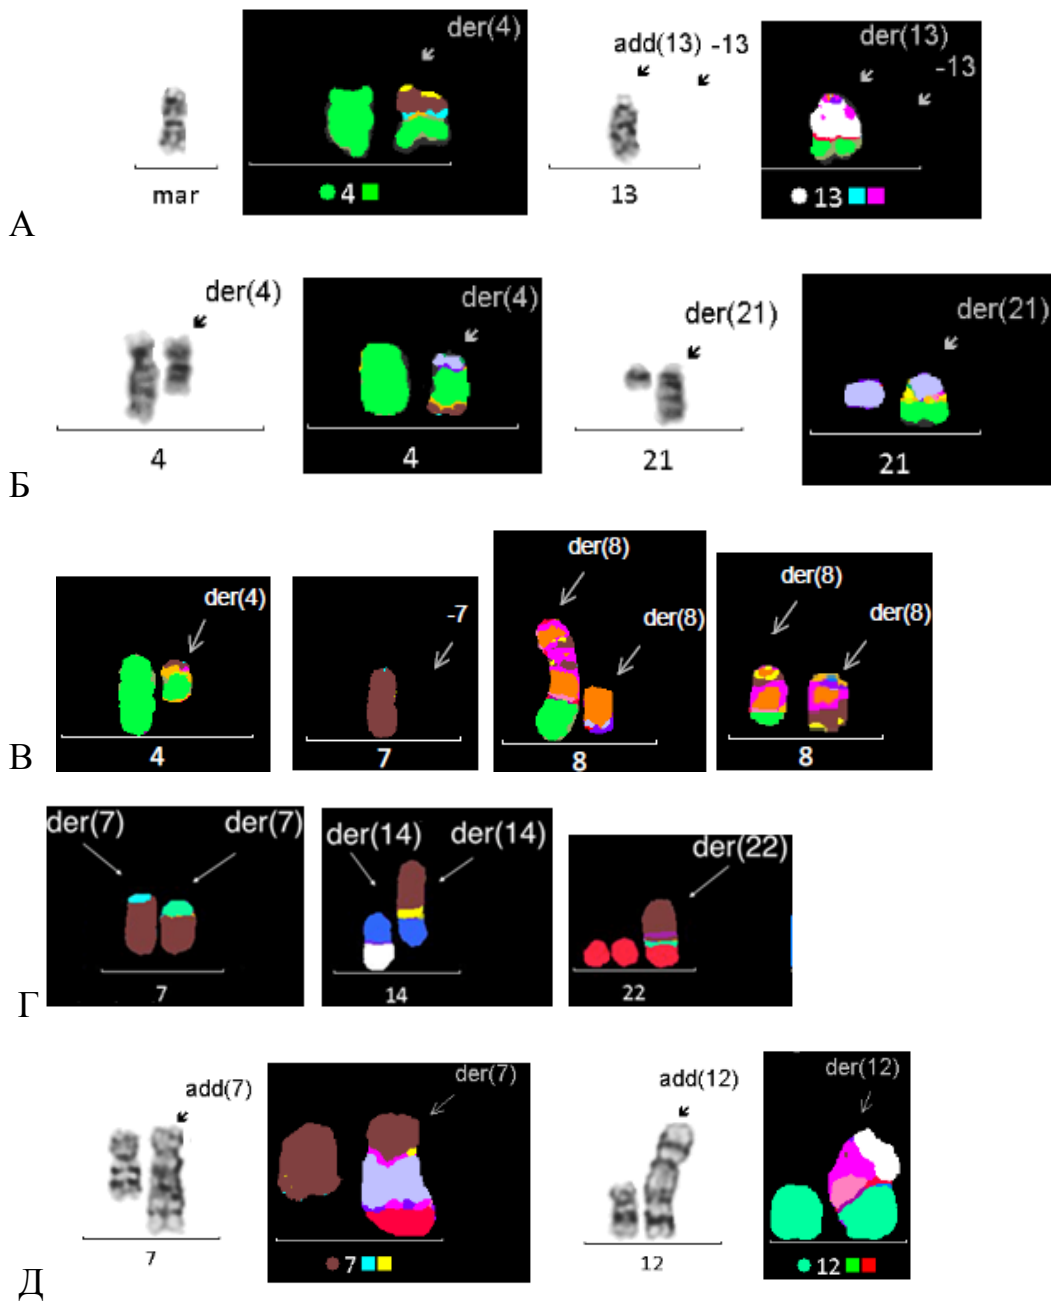 der(4)
add(13) -13
der(13)
-13
mar
4
13
13
А
der(4)
der(4)
der(21)
der(21)
4
4
21
21
Б
der(4)
-7
der(8)
der(8)
der(8)
der(8)
4
7
8
8
В
der(7)
der(7)
der(14)
der(14)
der(22)
7
14
22
Г
add(7)
der(7)
add(12)
der(12)
7
7
12
12
Д